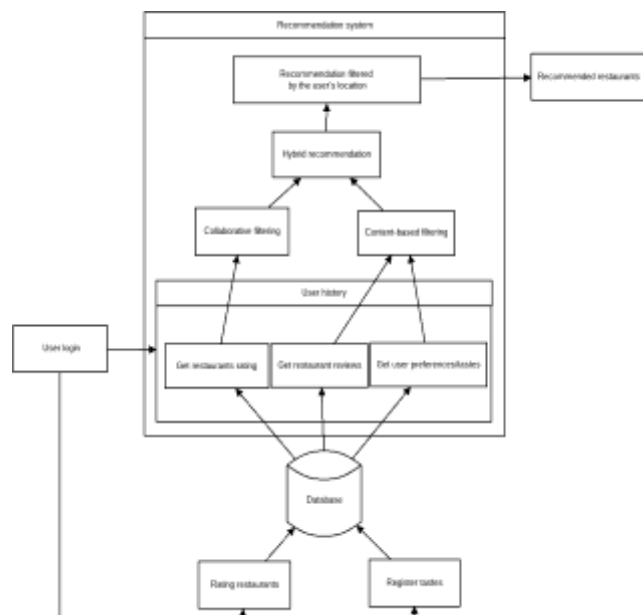 Recommendation system
Recommendation filtered
by the user's location
Recommended restaurants
Hybrid recommendation
Collaborative filtering
Content-based filtering
User history
User login
Get restaurants rating
Get restaurant reviews
Get user preferences/tastes
Database
Rating restaurants
Register tastes